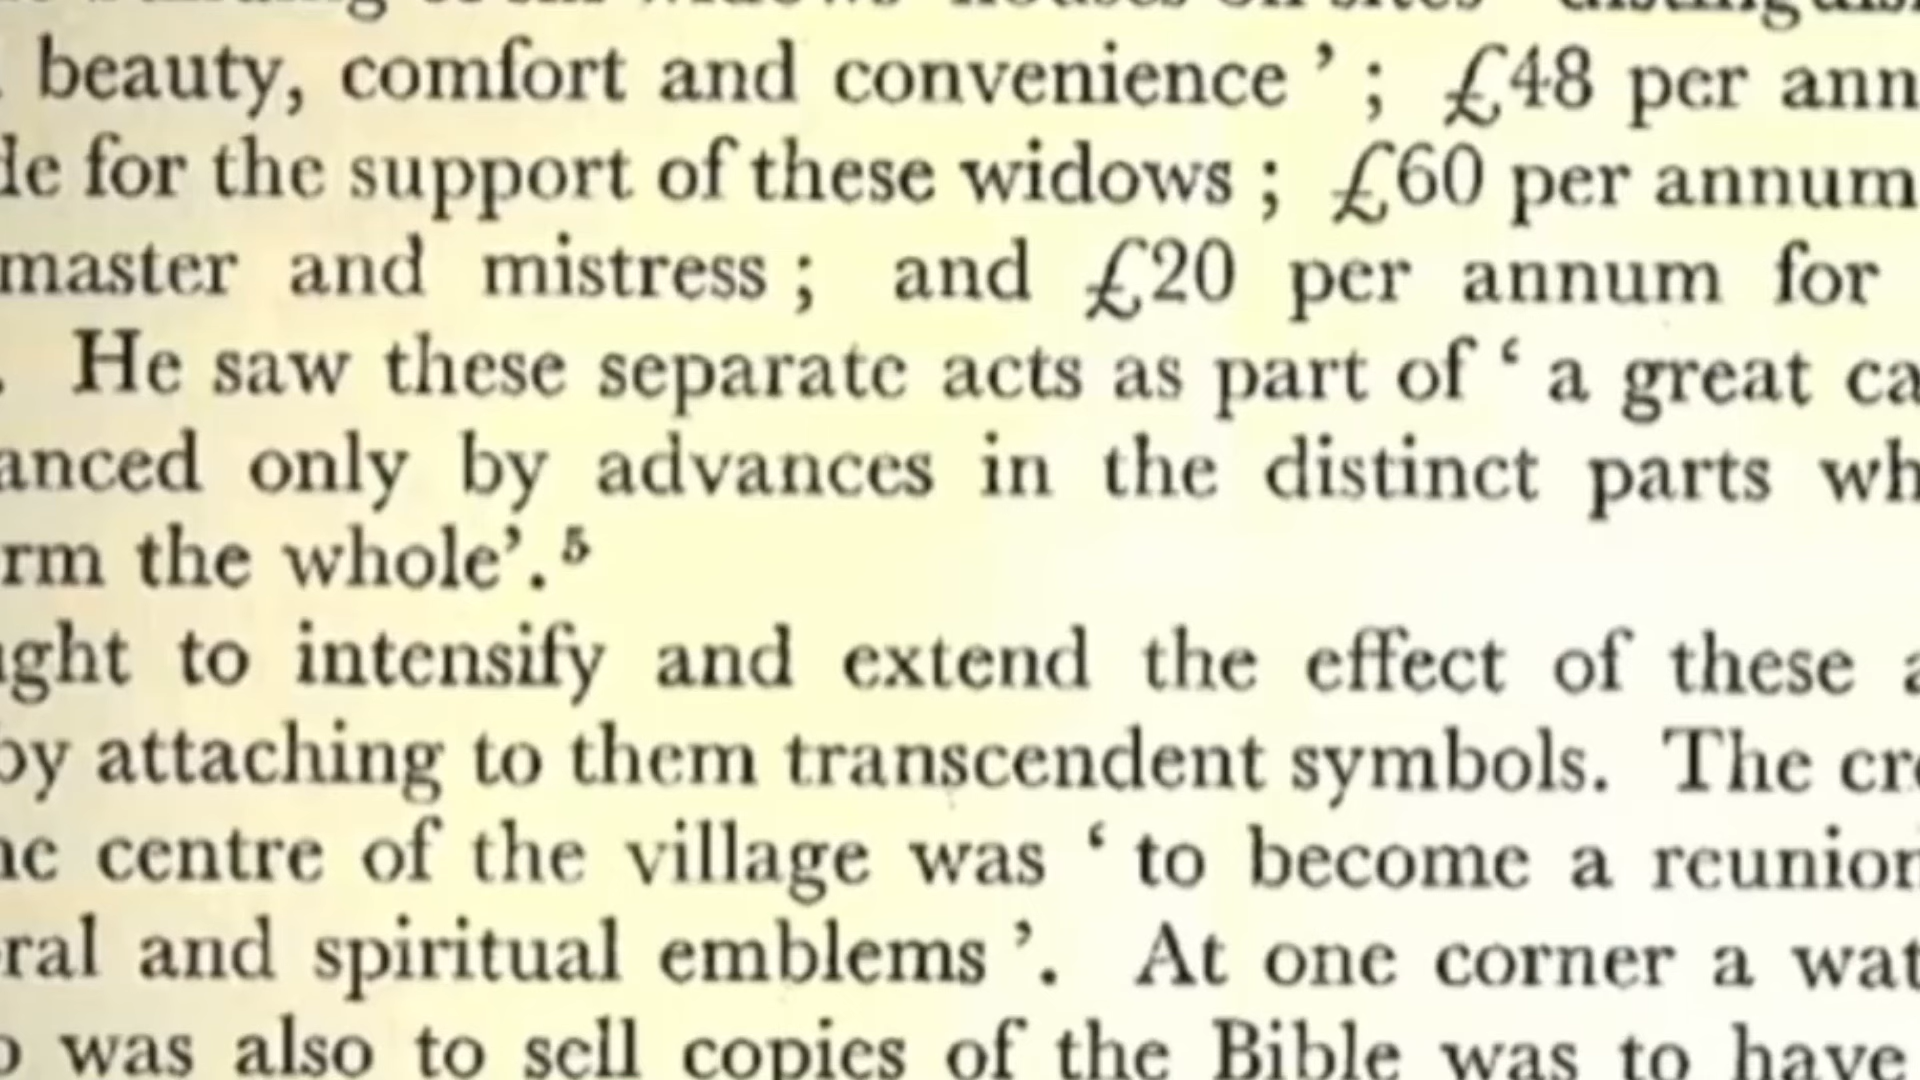 beauty, comfort and convenience ’ ; £48 per ann
de for the support of these widows ; £60 per annum
master and mistress ; and £20 per annum for
. He saw these separate acts as part of ‘ a great ca
anced only by advances in the distinct parts wh
rm the whole’.⁵
ght to intensify and extend the effect of these a
by attaching to them transcendent symbols. The cr
centre of the village was ‘ to become a reunion
ral and spiritual emblems ’. At one corner a wat
was also to sell copies of the Bible was to have